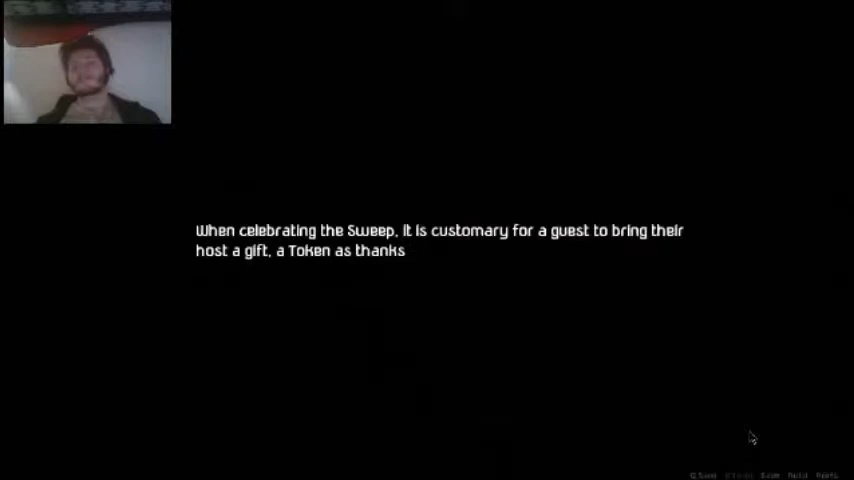 When celebrating the Sweep, it is customary for a guest to bring their
host a gift, a Token as thanks